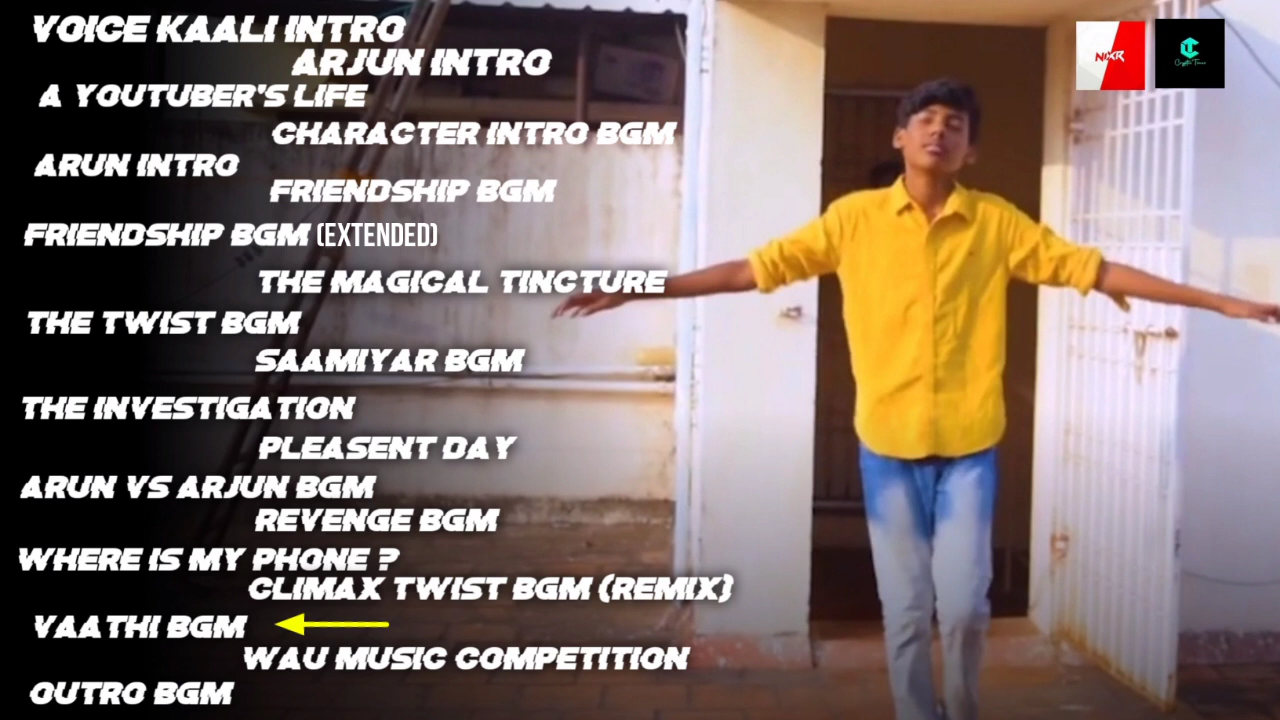 VOICE KAALI INTRO
ARJUN INTRO
A YOUTUBER'S LIFE
CHARACTER INTRO BGM
ARUN INTRO
FRIENDSHIP BGM
FRIENDSHIP BGM (EXTENDED)
THE MAGICAL TINCTURE
THE TWIST BGM
SAAMIYAR BGM
THE INVESTIGATION
PLEASENT DAY
ARUN VS ARJUN BGM
REVENGE BGM
WHERE IS MY PHONE ?
CLIMAX TWIST BGM (REMIX)
VAATHI BGM
WAU MUSIC COMPETITION
OUTRO BGM